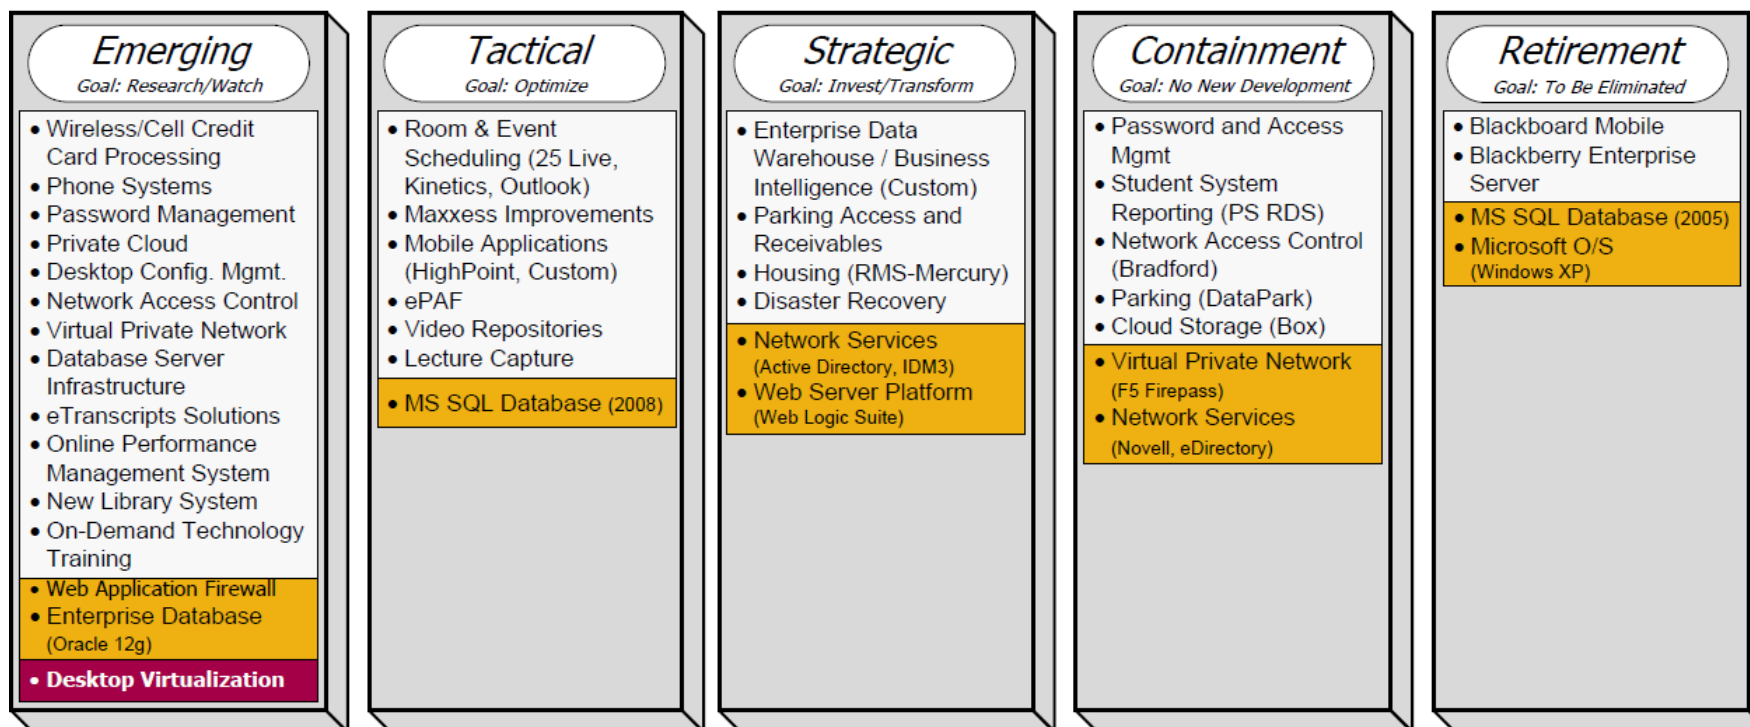 Emerging
Goal: Research/Watch
• Wireless/Cell Credit
Card Processing
• Phone Systems
• Password Management
• Private Cloud
• Desktop Config. Mgmt.
• Network Access Control
• Virtual Private Network
• Database Server
Infrastructure
• eTranscripts Solutions
• Online Performance
Management System
• New Library System
• On-Demand Technology
Training
• Web Application Firewall
• Enterprise Database
(Oracle 12g)
• Desktop Virtualization
Tactical
Goal: Optimize
• Room & Event
Scheduling (25 Live,
Kinetics, Outlook)
• Maxxess Improvements
• Mobile Applications
(HighPoint, Custom)
• ePAF
• Video Repositories
• Lecture Capture
• MS SQL Database (2008)
Strategic
Goal: Invest/Transform
• Enterprise Data
Warehouse / Business
Intelligence (Custom)
• Parking Access and
Receivables
• Housing (RMS-Mercury)
• Disaster Recovery
• Network Services
(Active Directory, IDM3)
• Web Server Platform
(Web Logic Suite)
Containment
Goal: No New Development
• Password and Access
Mgmt
• Student System
Reporting (PS RDS)
• Network Access Control
(Bradford)
• Parking (DataPark)
• Cloud Storage (Box)
• Virtual Private Network
(F5 Firepass)
• Network Services
(Novell, eDirectory)
Retirement
Goal: To Be Eliminated
• Blackboard Mobile
• Blackberry Enterprise
Server
• MS SQL Database (2005)
• Microsoft O/S
(Windows XP)